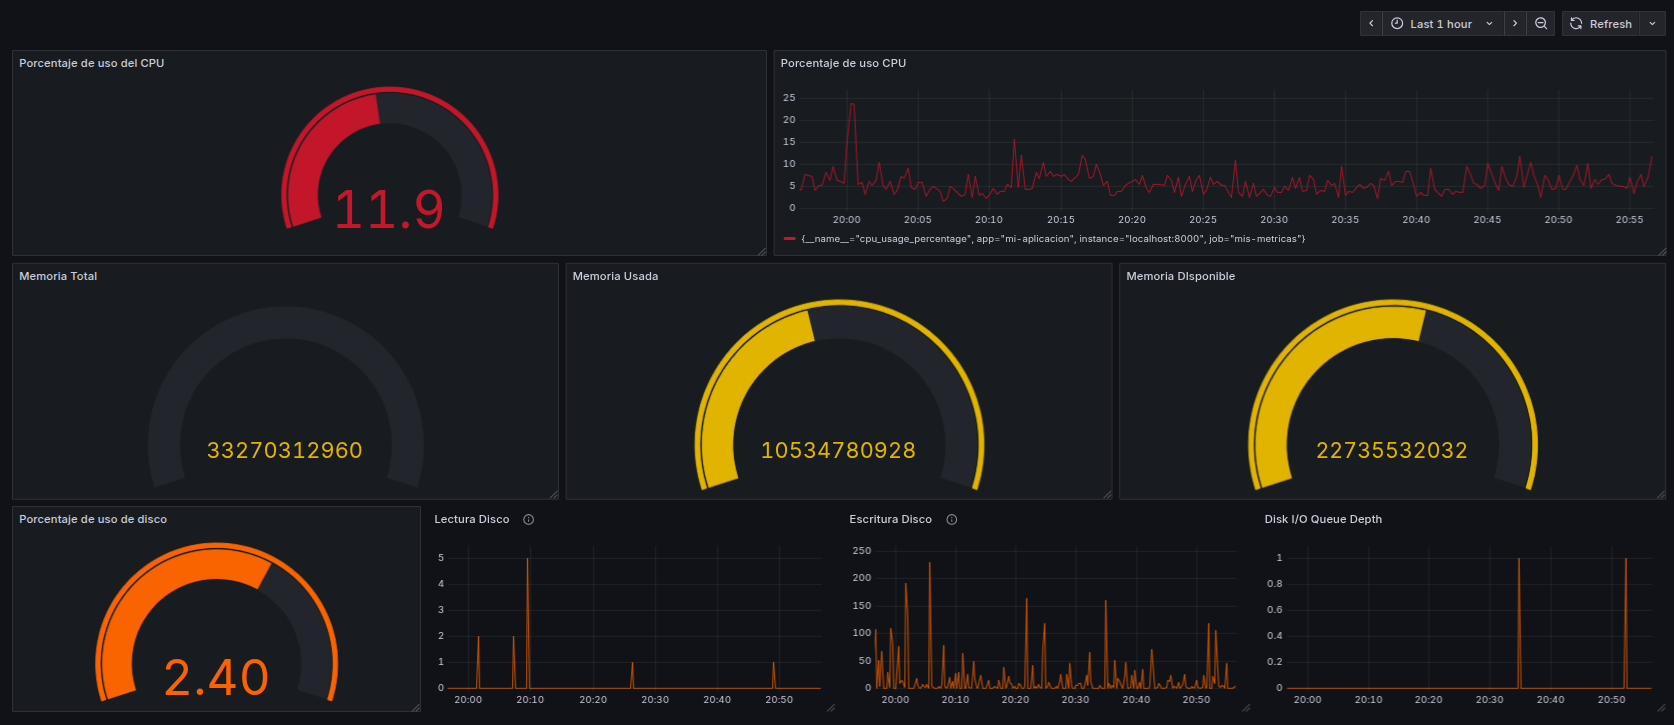 Last 1 hour
Refresh
Porcentaje de uso del CPU
11.9
Porcentaje de uso CPU
25
20
15
10
5
0
20:00 20:05 20:10 20:15 20:20 20:25 20:30 20:35 20:40 20:45 20:50 20:55
{__name__="cpu_usage_percentage", app="mi-aplicacion", instance="localhost:8000", job="mis-metricas"}
Memoria Total
33270312960
Memoria Usada
10534780928
Memoria DIsponible
22735532032
Porcentaje de uso de disco
2.40
Lectura Disco
5
4
3
2
1
0
20:00 20:10 20:20 20:30 20:40 20:50
Escritura Disco
250
200
150
100
50
0
20:00 20:10 20:20 20:30 20:40 20:50
Disk I/O Queue Depth
1
0.8
0.6
0.4
0.2
0
20:00 20:10 20:20 20:30 20:40 20:50